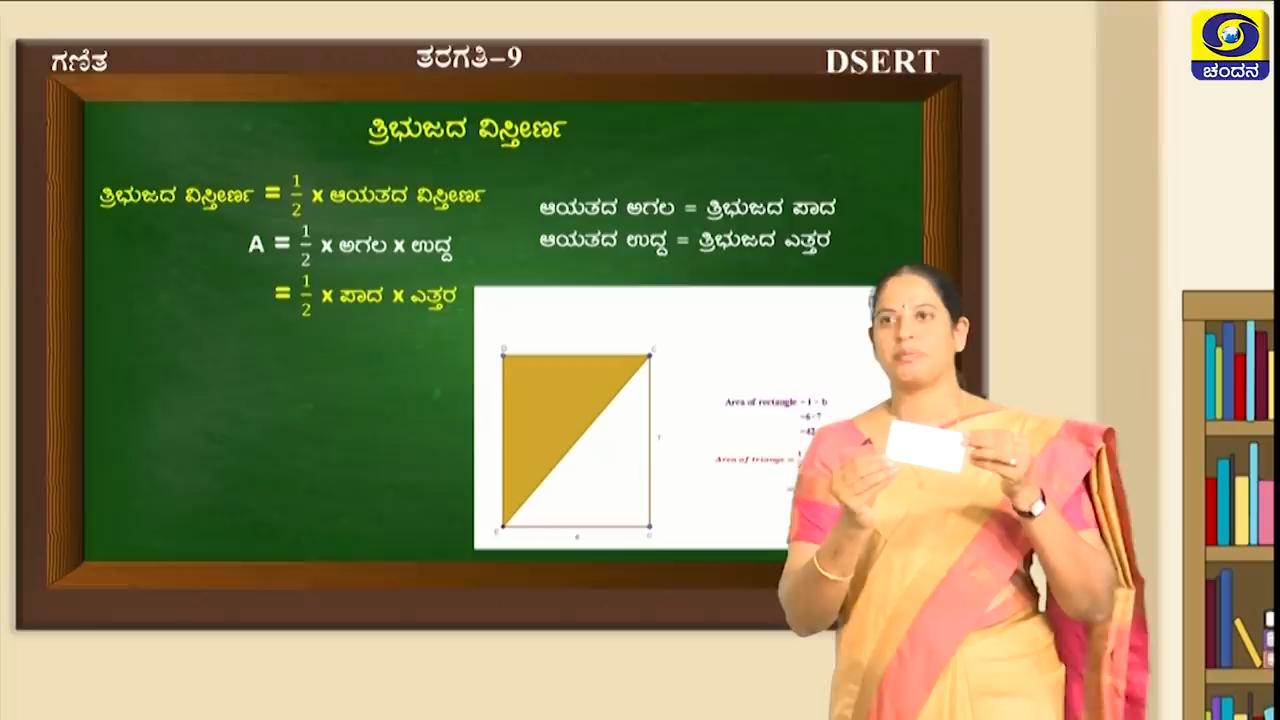 ಗಣಿತ
ತರಗತಿ-9
DSERT
ಚಂದನ
ತ್ರಿಭುಜದ ವಿಸ್ತೀರ್ಣ
ತ್ರಿಭುಜದ ವಿಸ್ತೀರ್ಣ = 1/2 x ಆಯತದ ವಿಸ್ತೀರ್ಣ
A = 1/2 x ಅಗಲ x ಉದ್ದ
= 1/2 x ಪಾದ x ಎತ್ತರ
ಆಯತದ ಅಗಲ = ತ್ರಿಭುಜದ ಪಾದ
ಆಯತದ ಉದ್ದ = ತ್ರಿಭುಜದ ಎತ್ತರ
Area of rectangle = l × b
=6×7
=42
Area of triange =